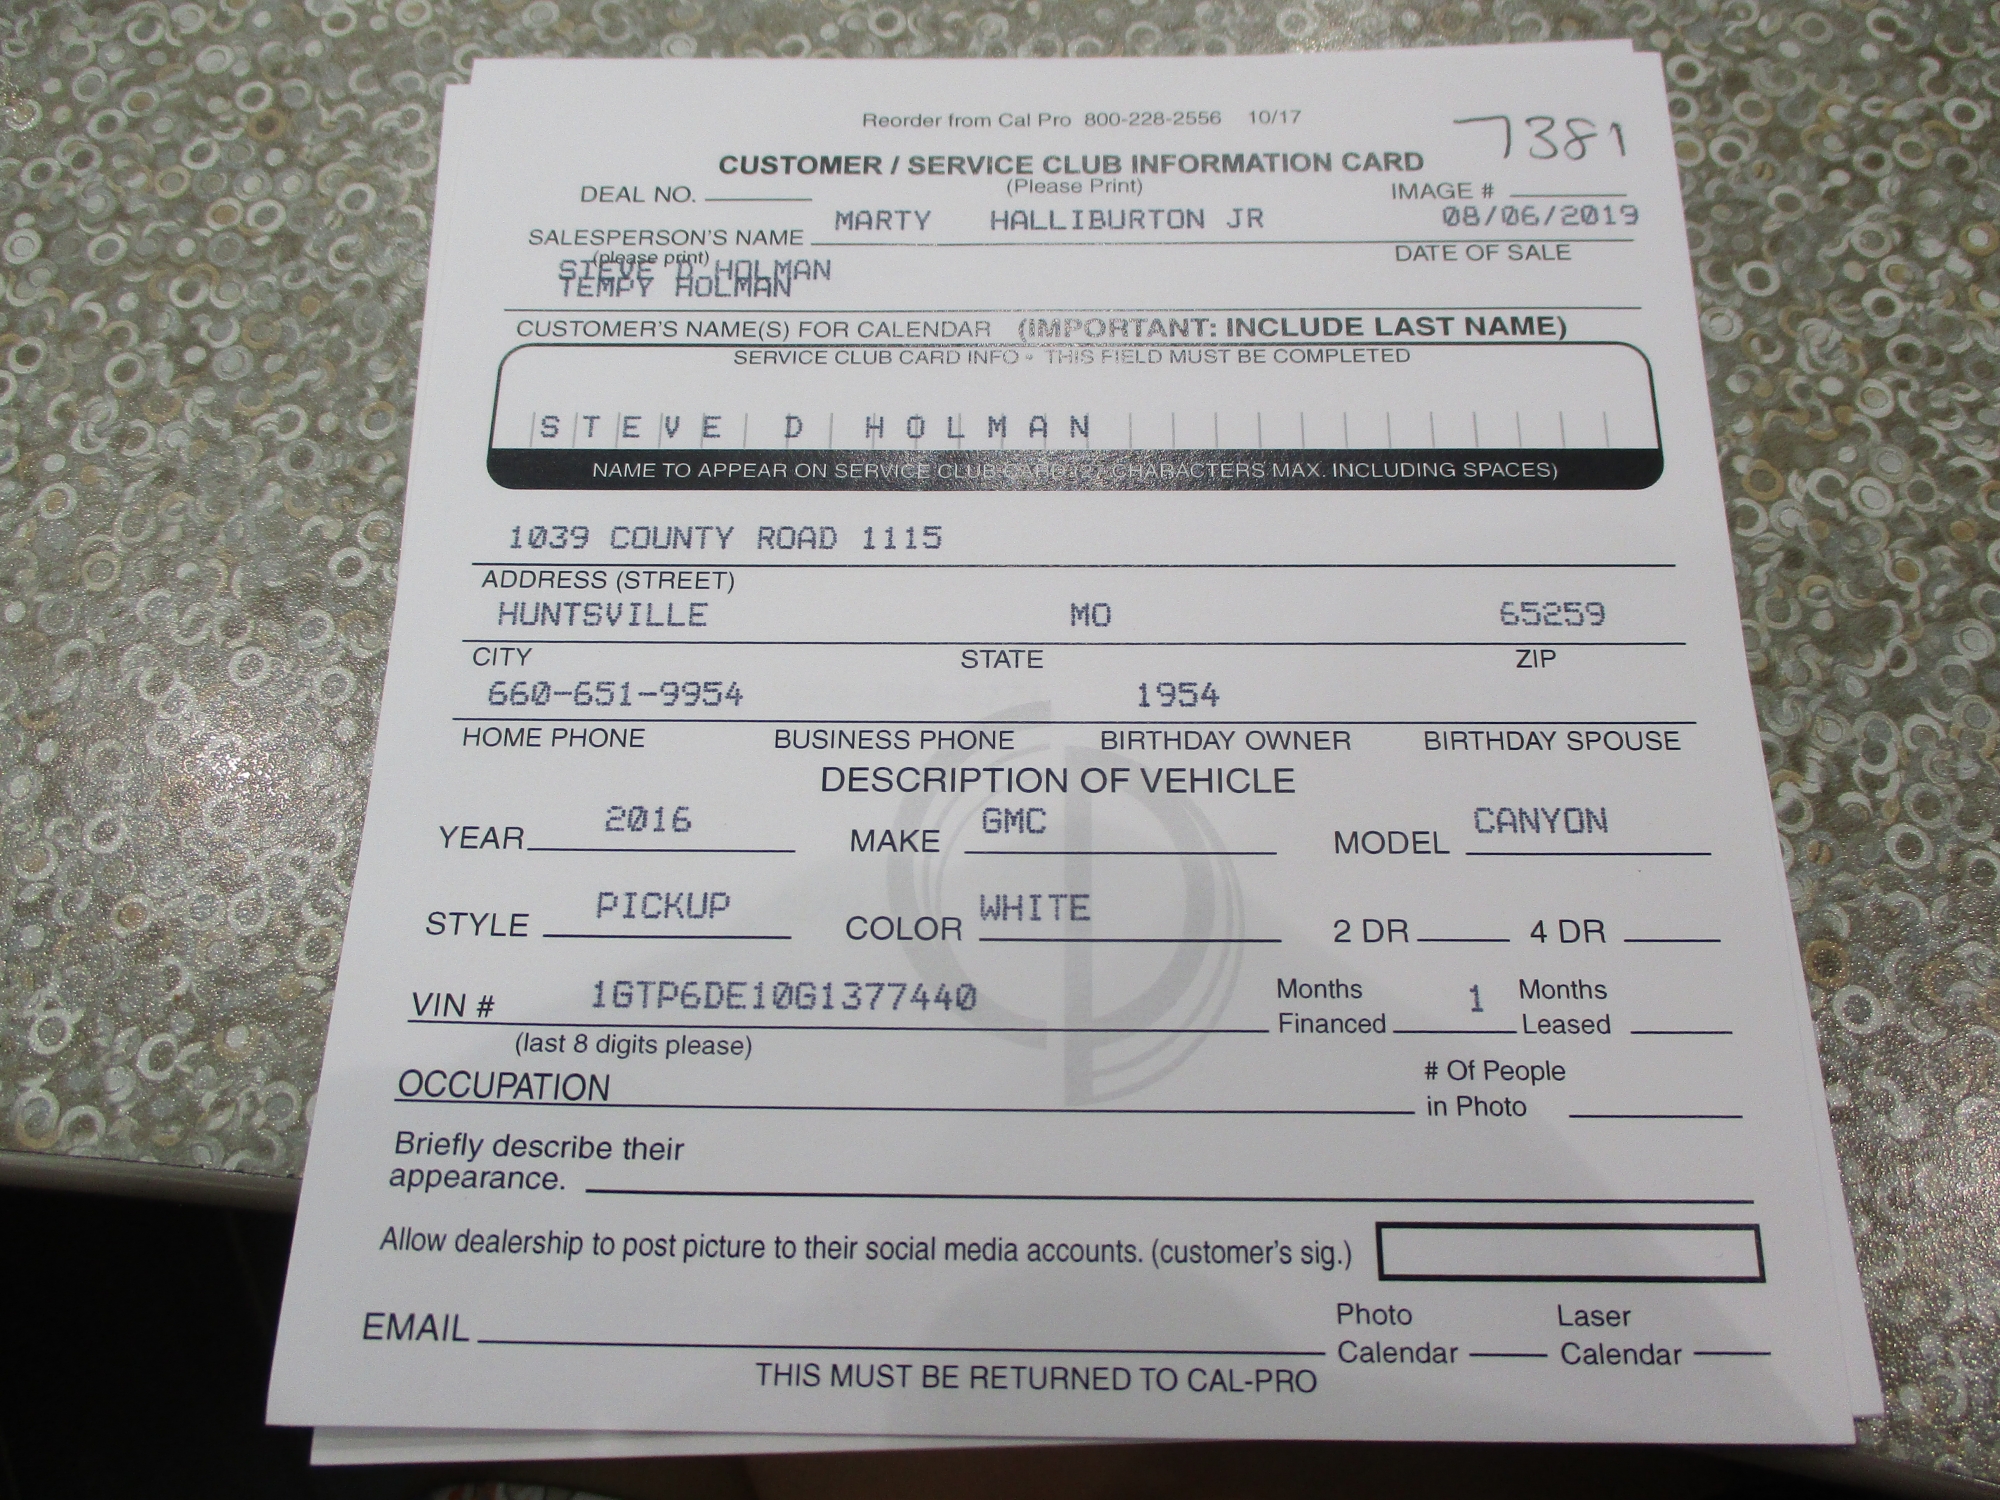 Reorder from Cal Pro 800-228-2556 10/17
7381
CUSTOMER / SERVICE CLUB INFORMATION CARD
DEAL NO. (Please Print) IMAGE #
MARTY HALLIBURTON JR 08/06/2019
SALESPERSON'S NAME DATE OF SALE
(please print)
STEVE D HOLMAN
TEMPY HOLMAN
CUSTOMER'S NAME(S) FOR CALENDAR (IMPORTANT: INCLUDE LAST NAME)
SERVICE CLUB CARD INFO • THIS FIELD MUST BE COMPLETED
STEVE D HOLMAN
NAME TO APPEAR ON SERVICE CLUB CARD CHARACTERS MAX. INCLUDING SPACES)
1039 COUNTY ROAD 1115
ADDRESS (STREET)
HUNTSVILLE MO 65259
CITY STATE ZIP
660-651-9954 1954
HOME PHONE BUSINESS PHONE BIRTHDAY OWNER BIRTHDAY SPOUSE
DESCRIPTION OF VEHICLE
YEAR 2016 MAKE GMC MODEL CANYON
STYLE PICKUP COLOR WHITE 2 DR 4 DR
VIN # 1GTP6DE10G1377440 Months Financed 1 Months Leased
(last 8 digits please)
OCCUPATION # Of People in Photo
Briefly describe their
appearance.
Allow dealership to post picture to their social media accounts. (customer's sig.)
EMAIL Photo Calendar Laser Calendar
THIS MUST BE RETURNED TO CAL-PRO